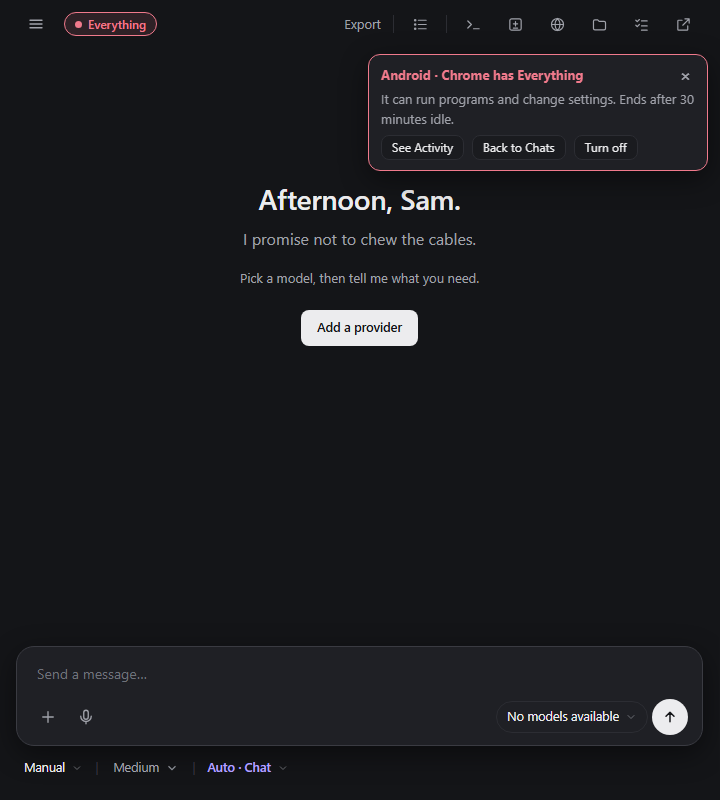 Everything
Export
Android · Chrome has Everything
It can run programs and change settings. Ends after 30
minutes idle.
See Activity
Back to Chats
Turn off
Afternoon, Sam.
I promise not to chew the cables.
Pick a model, then tell me what you need.
Add a provider
Send a message...
No models available
Manual
Medium
Auto · Chat